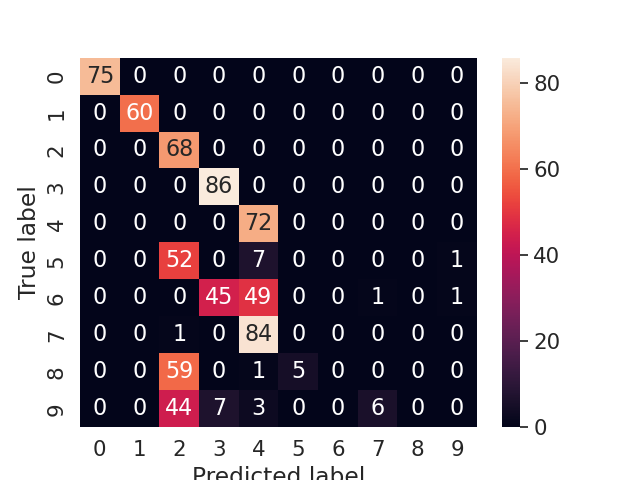 0 75 0 0 0 0 0 0 0 0 0
1 0 60 0 0 0 0 0 0 0 0
2 0 0 68 0 0 0 0 0 0 0
3 0 0 0 86 0 0 0 0 0 0
4 0 0 0 0 72 0 0 0 0 0
5 0 0 52 0 7 0 0 0 0 1
6 0 0 0 45 49 0 0 1 0 1
7 0 0 1 0 84 0 0 0 0 0
8 0 0 59 0 1 5 0 0 0 0
9 0 0 44 7 3 0 0 6 0 0
0 1 2 3 4 5 6 7 8 9
Predicted label
True label
80
60
40
20
0